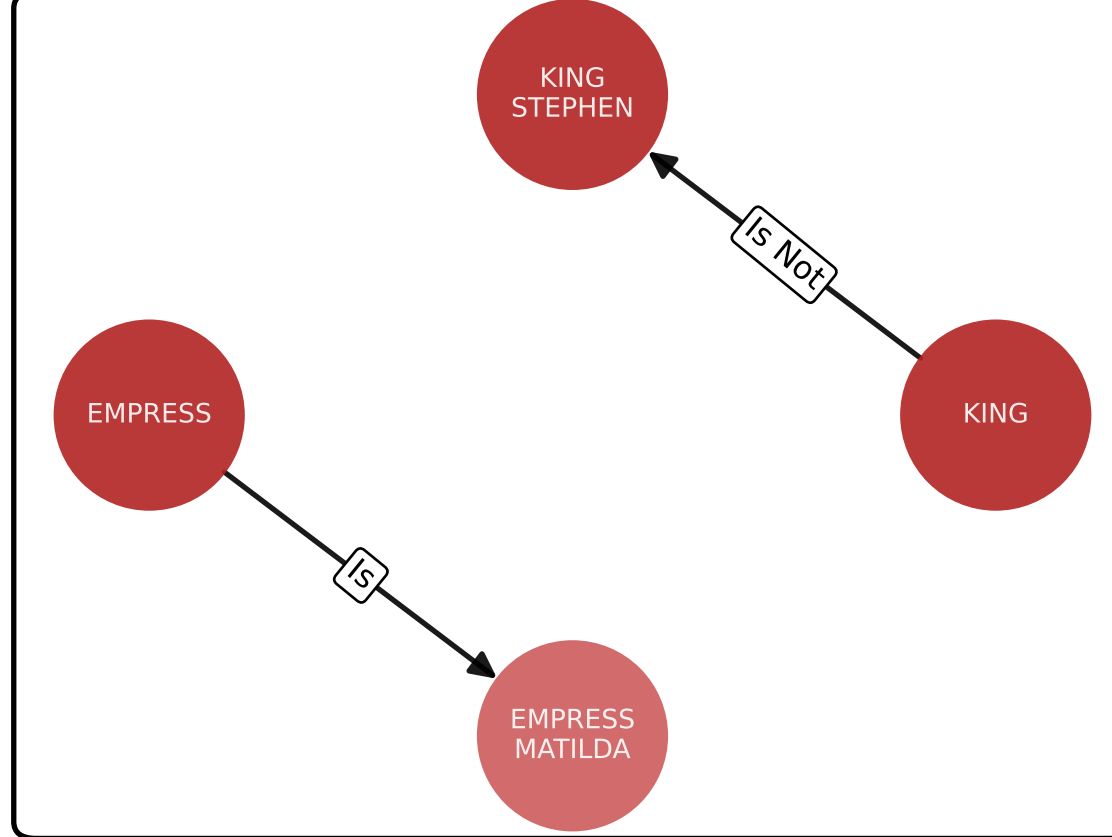 KING
STEPHEN
Is Not
EMPRESS
KING
Is
EMPRESS
MATILDA